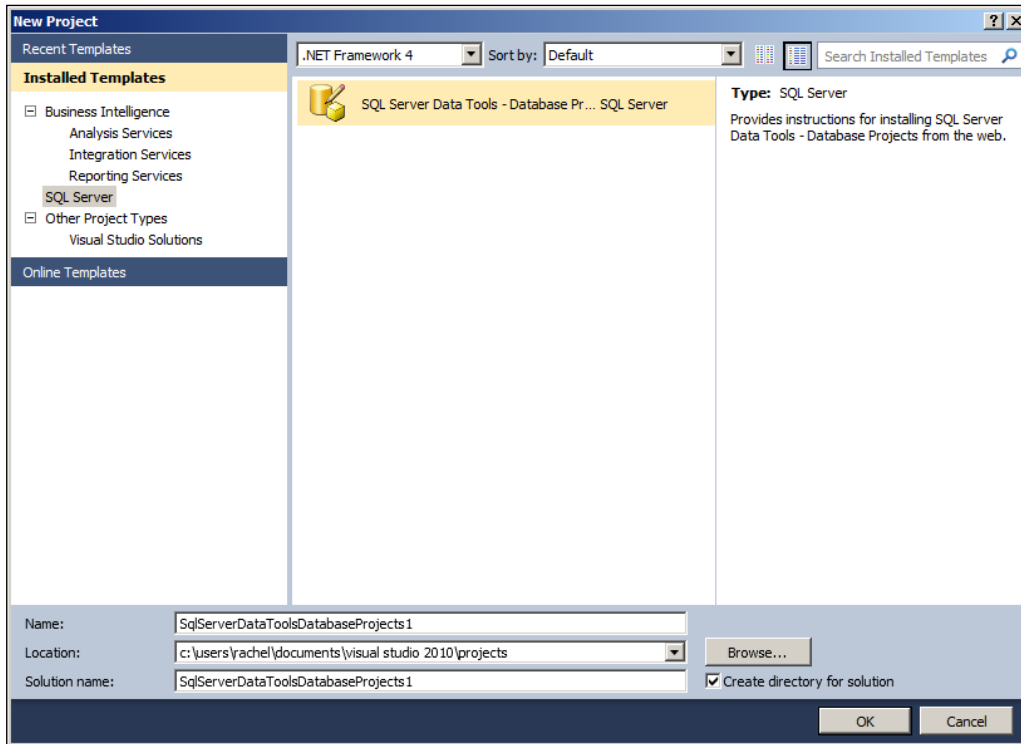 New Project
Recent Templates
Installed Templates
Business Intelligence
Analysis Services
Integration Services
Reporting Services
SQL Server
Other Project Types
Visual Studio Solutions
Online Templates
.NET Framework 4
Sort by: Default
Search Installed Templates
SQL Server Data Tools - Database Pr... SQL Server
Type: SQL Server
Provides instructions for installing SQL Server
Data Tools - Database Projects from the web.
Name: SqlServerDataToolsDatabaseProjects1
Location: c:\users\rachel\documents\visual studio 2010\projects
Browse...
Solution name: SqlServerDataToolsDatabaseProjects1
Create directory for solution
OK
Cancel